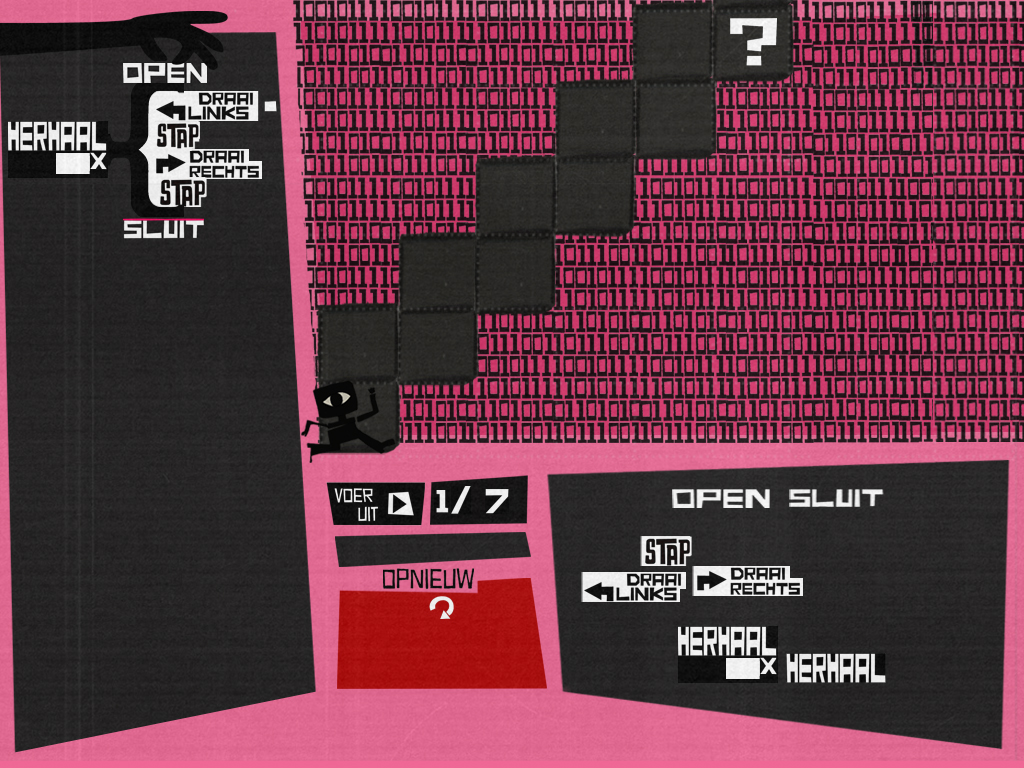 OPEN
DRAAI
LINKS
STAP
HERHAAL
X
DRAAI
RECHTS
STAP
SLUIT
?
VOER
UIT
1/ 7
OPNIEUW
OPEN SLUIT
STAP
DRAAI
LINKS
DRAAI
RECHTS
HERHAAL
X
HERHAAL